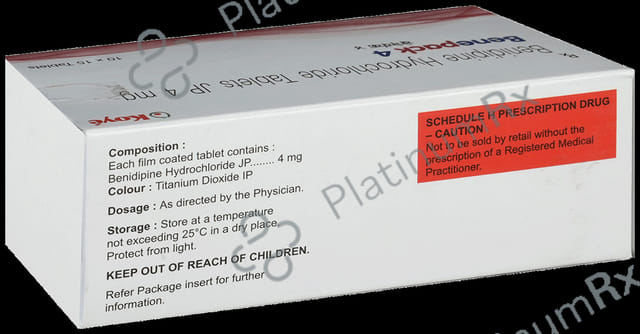 10 x 15 Tablets
Benepack 4
Rx
Benidipine Hydrochloride Tablets JP 4 mg
Koye
Composition :
Each film coated tablet contains :
Benidipine Hydrochloride JP........ 4 mg
Colour : Titanium Dioxide IP
Dosage : As directed by the Physician.
Storage : Store at a temperature
not exceeding 25°C in a dry place.
Protect from light.
KEEP OUT OF REACH OF CHILDREN.
Refer Package insert for further
information.
SCHEDULE H PRESCRIPTION DRUG
– CAUTION
Not to be sold by retail without the
prescription of a Registered Medical
Practitioner.
PlatinumRx